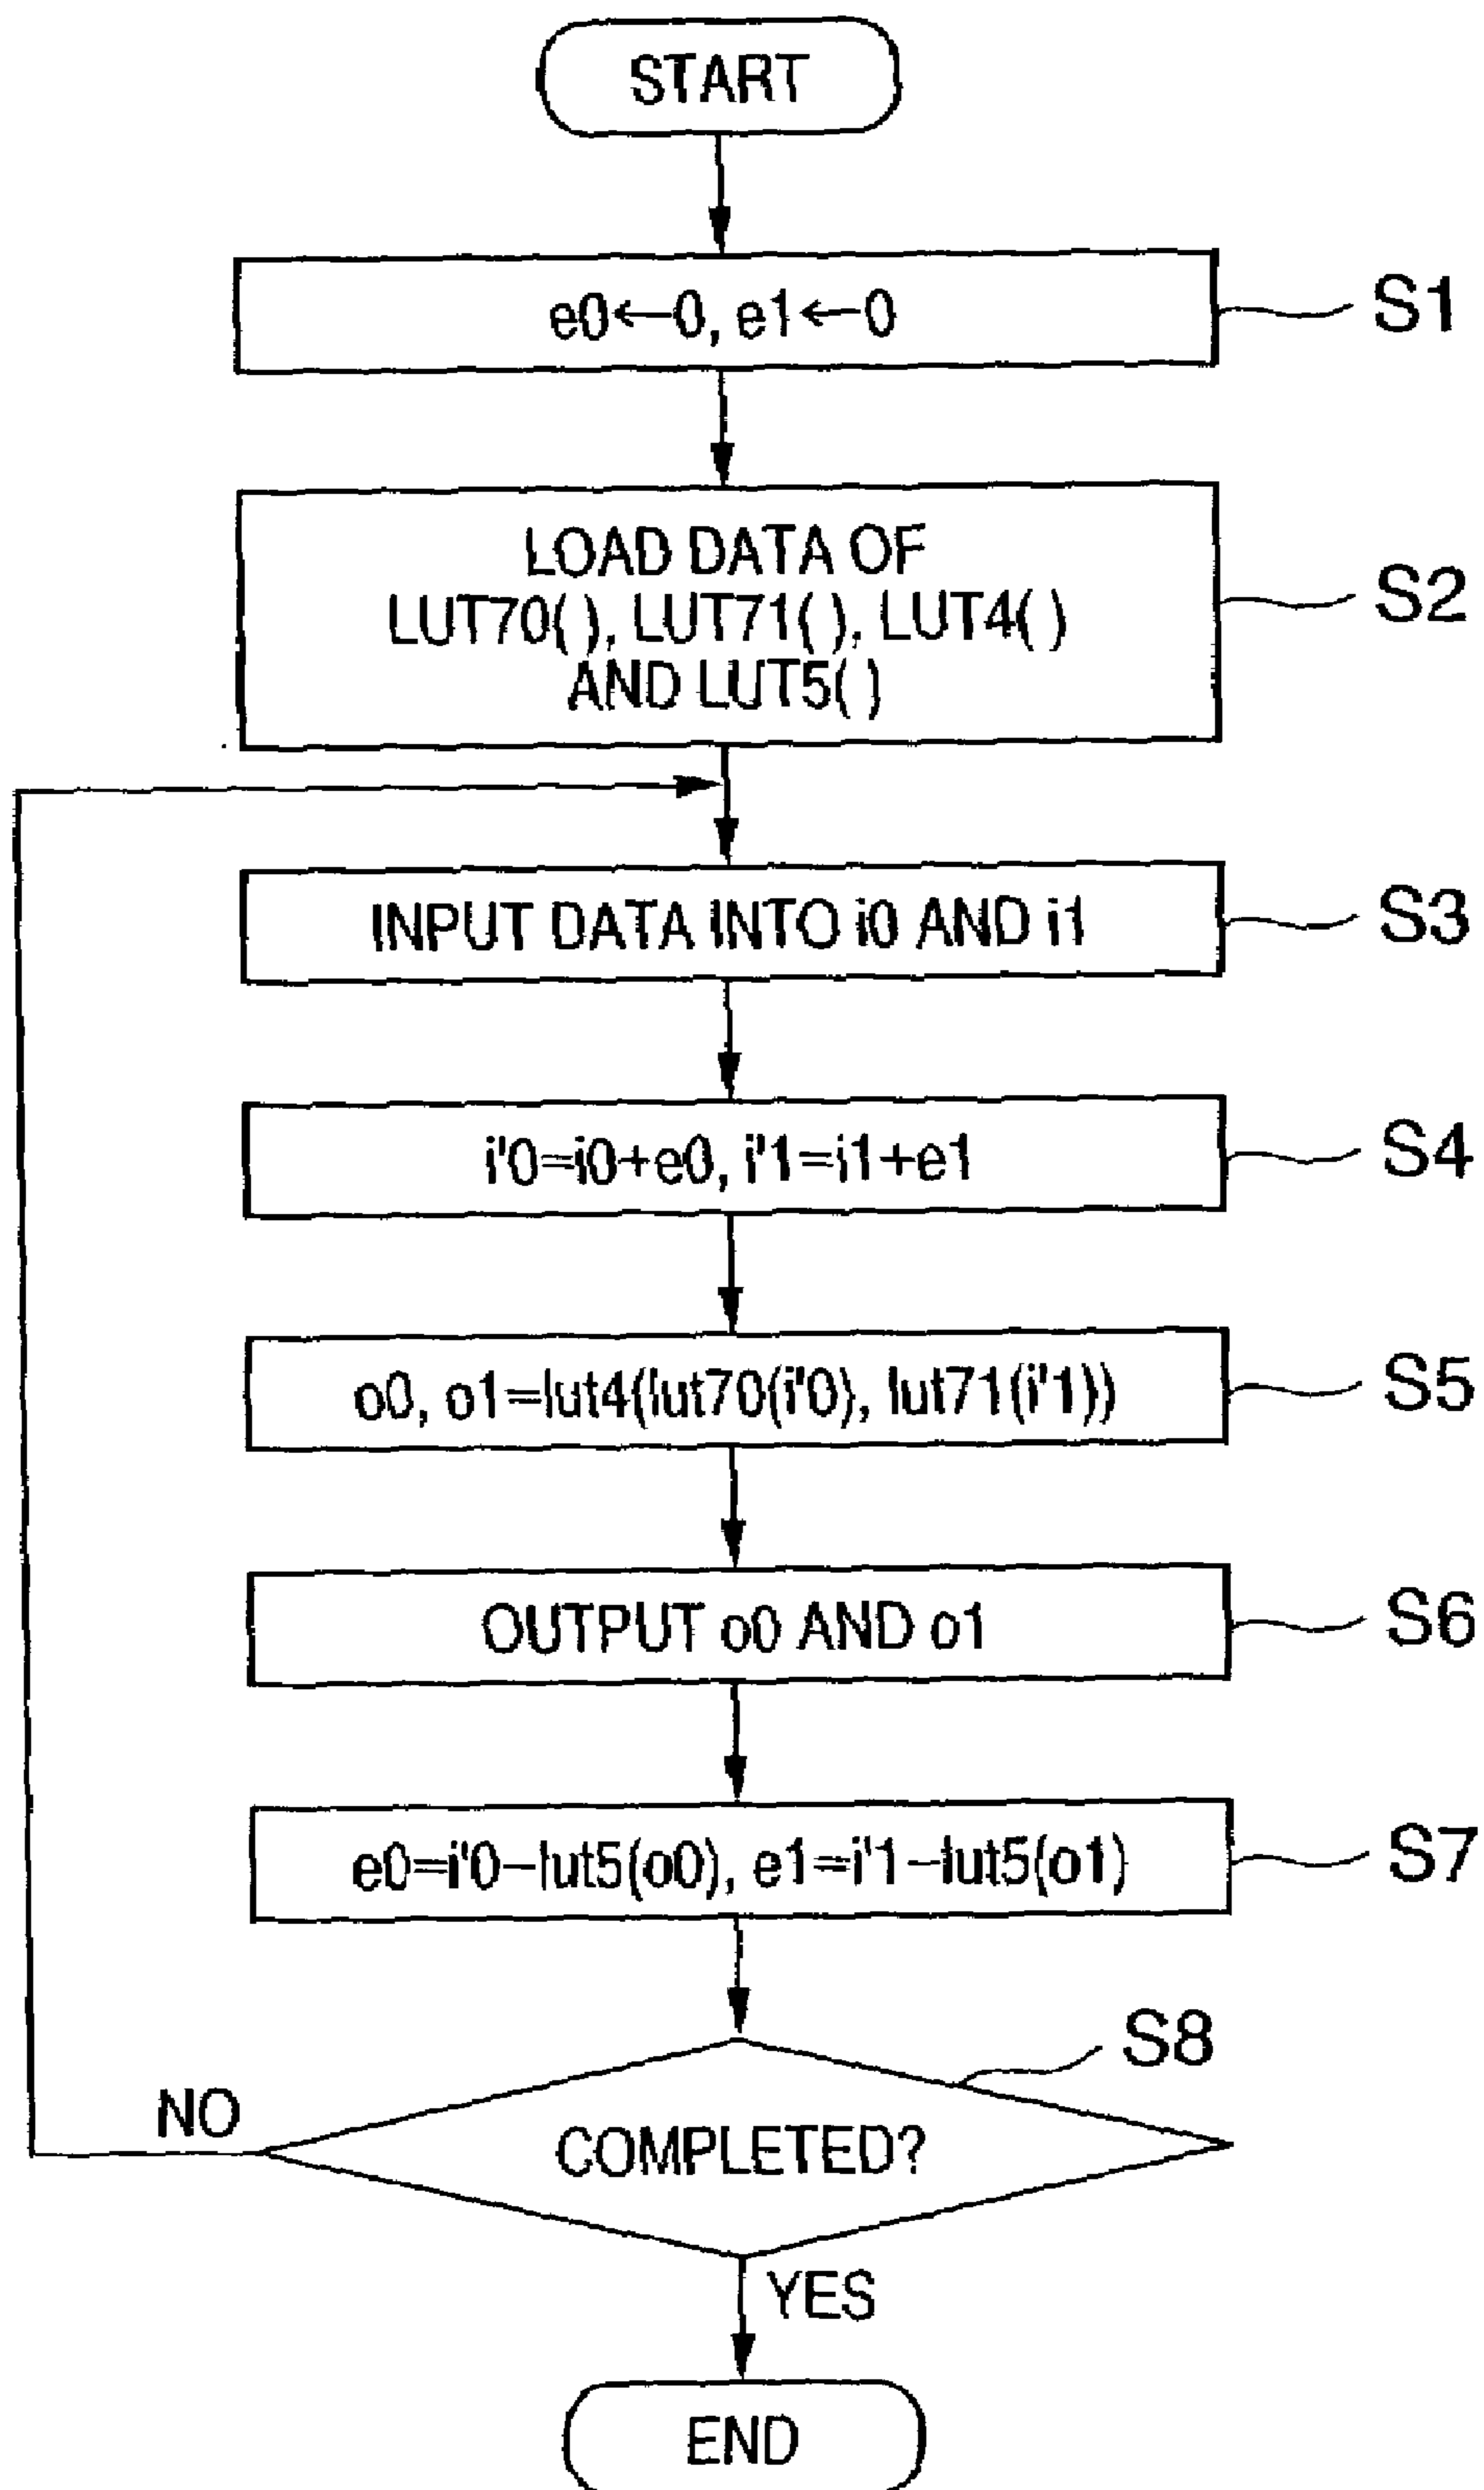 START
e0←0, e1←0
S1
LOAD DATA OF
LUT70( ), LUT71( ), LUT4( )
AND LUT5( )
S2
INPUT DATA INTO i0 AND i1
S3
i'0=i0+e0, i'1=i1+e1
S4
o0, o1=lut4(lut70(i'0), lut71(i'1))
S5
OUTPUT o0 AND o1
S6
e0=i'0-lut5(o0), e1=i'1-lut5(o1)
S7
S8
NO
COMPLETED?
YES
END